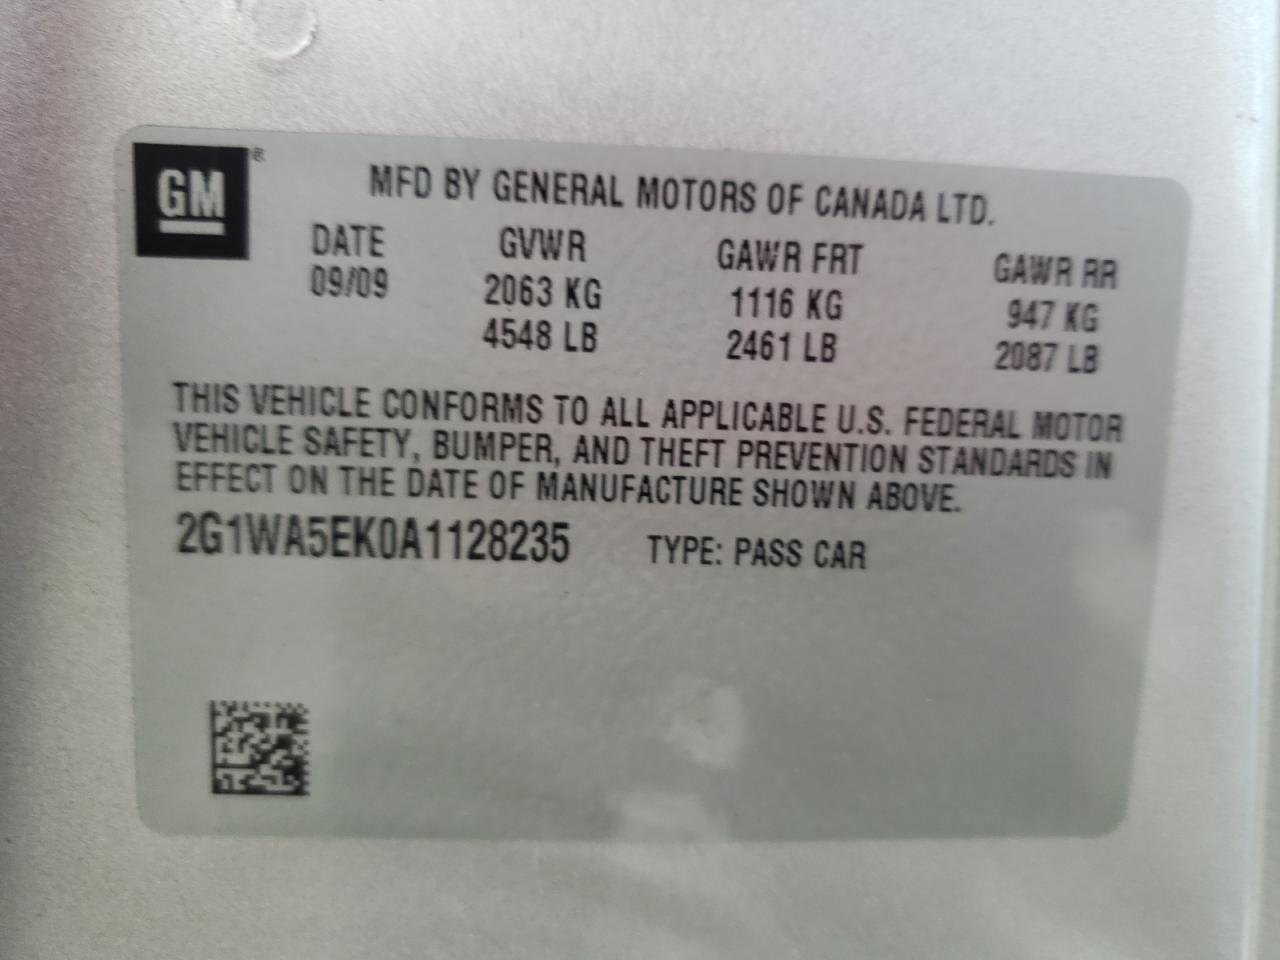 GM®
MFD BY GENERAL MOTORS OF CANADA LTD.
DATE GVWR GAWR FRT GAWR RR
09/09 2063 KG 1116 KG 947 KG
4548 LB 2461 LB 2087 LB
THIS VEHICLE CONFORMS TO ALL APPLICABLE U.S. FEDERAL MOTOR
VEHICLE SAFETY, BUMPER, AND THEFT PREVENTION STANDARDS IN
EFFECT ON THE DATE OF MANUFACTURE SHOWN ABOVE.
2G1WA5EK0A1128235 TYPE: PASS CAR